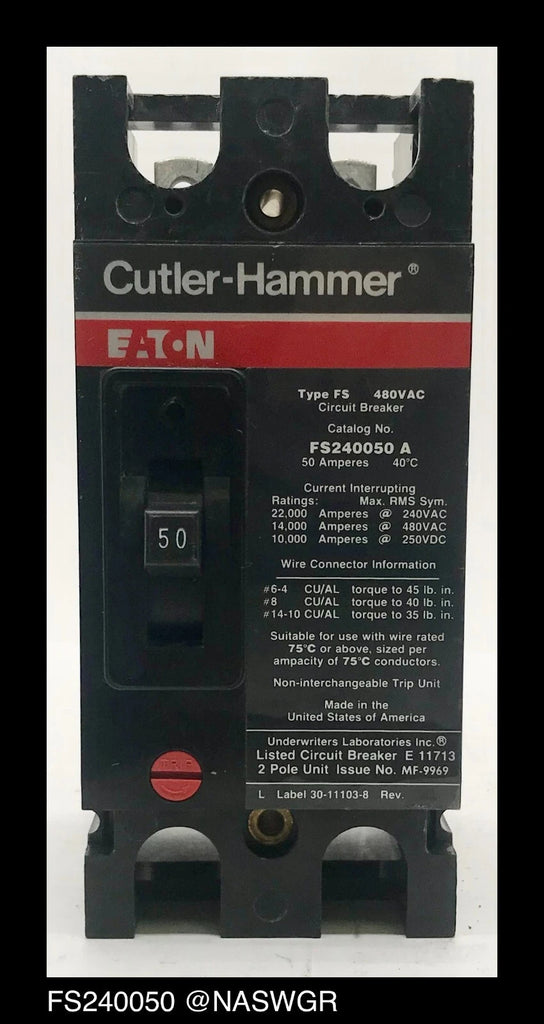 Cutler-Hammer®
EATON
Type FS 480VAC
Circuit Breaker
Catalog No.
FS240050 A
50 Amperes 40°C
Current Interrupting
Ratings: Max. RMS Sym.
22,000 Amperes @ 240VAC
14,000 Amperes @ 480VAC
10,000 Amperes @ 250VDC
Wire Connector Information
#6-4 CU/AL torque to 45 lb. in.
#8 CU/AL torque to 40 lb. in.
#14-10 CU/AL torque to 35 lb. in.
Suitable for use with wire rated
75°C or above, sized per
ampacity of 75°C conductors.
Non-interchangeable Trip Unit
Made in the
United States of America
Underwriters Laboratories Inc.®
Listed Circuit Breaker E 11713
2 Pole Unit Issue No. MF-9969
L Label 30-11103-8 Rev.
50
TRIP
FS240050 @NASWGR